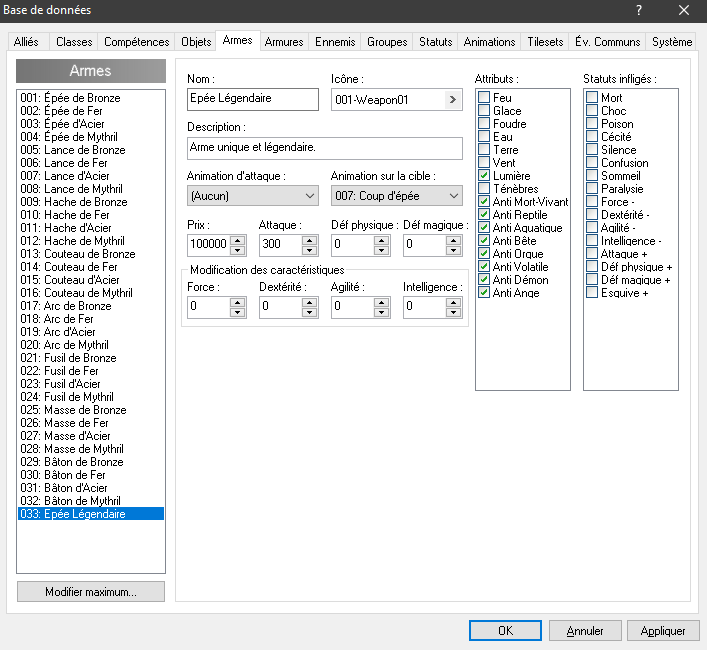 Base de données
Alliés Classes Compétences Objets Armes Armures Ennemis Groupes Statuts Animations Tilesets Év. Communs Système
Armes
001: Épée de Bronze
002: Épée de Fer
003: Épée d'Acier
004: Épée de Mythril
005: Lance de Bronze
006: Lance de Fer
007: Lance d'Acier
008: Lance de Mythril
009: Hache de Bronze
010: Hache de Fer
011: Hache d'Acier
012: Hache de Mythril
013: Couteau de Bronze
014: Couteau de Fer
015: Couteau d'Acier
016: Couteau de Mythril
017: Arc de Bronze
018: Arc de Fer
019: Arc d'Acier
020: Arc de Mythril
021: Fusil de Bronze
022: Fusil de Fer
023: Fusil d'Acier
024: Fusil de Mythril
025: Masse de Bronze
026: Masse de Fer
027: Masse d'Acier
028: Masse de Mythril
029: Bâton de Bronze
030: Bâton de Fer
031: Bâton d'Acier
032: Bâton de Mythril
033: Epée Légendaire
Modifier maximum...
Nom : Icône :
Epée Légendaire 001-Weapon01
Description :
Arme unique et légendaire.
Animation d'attaque : Animation sur la cible :
(Aucun) 007: Coup d'épée
Prix : Attaque : Déf physique : Déf magique :
100000 300 0 0
Modification des caractéristiques
Force : Dextérité : Agilité : Intelligence :
0 0 0 0
Attributs :
Feu
Glace
Foudre
Eau
Terre
Vent
Lumière
Ténèbres
Anti Mort-Vivant
Anti Reptile
Anti Aquatique
Anti Bête
Anti Orque
Anti Volatile
Anti Démon
Anti Ange
Statuts infligés :
Mort
Choc
Poison
Cécité
Silence
Confusion
Sommeil
Paralysie
Force -
Dextérité -
Agilité -
Intelligence -
Attaque +
Déf physique +
Déf magique +
Esquive +
OK Annuler Appliquer